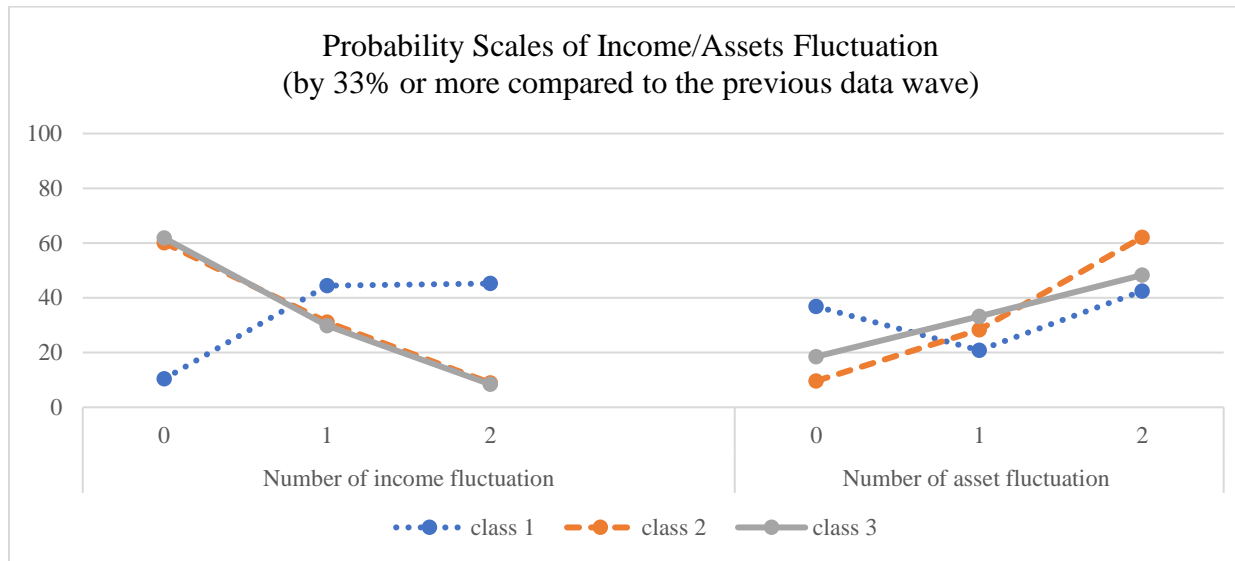 Probability Scales of Income/Assets Fluctuation
(by 33% or more compared to the previous data wave)
100
80
60
40
20
0
0 1 2 0 1 2
Number of income fluctuation Number of asset fluctuation
class 1 class 2 class 3